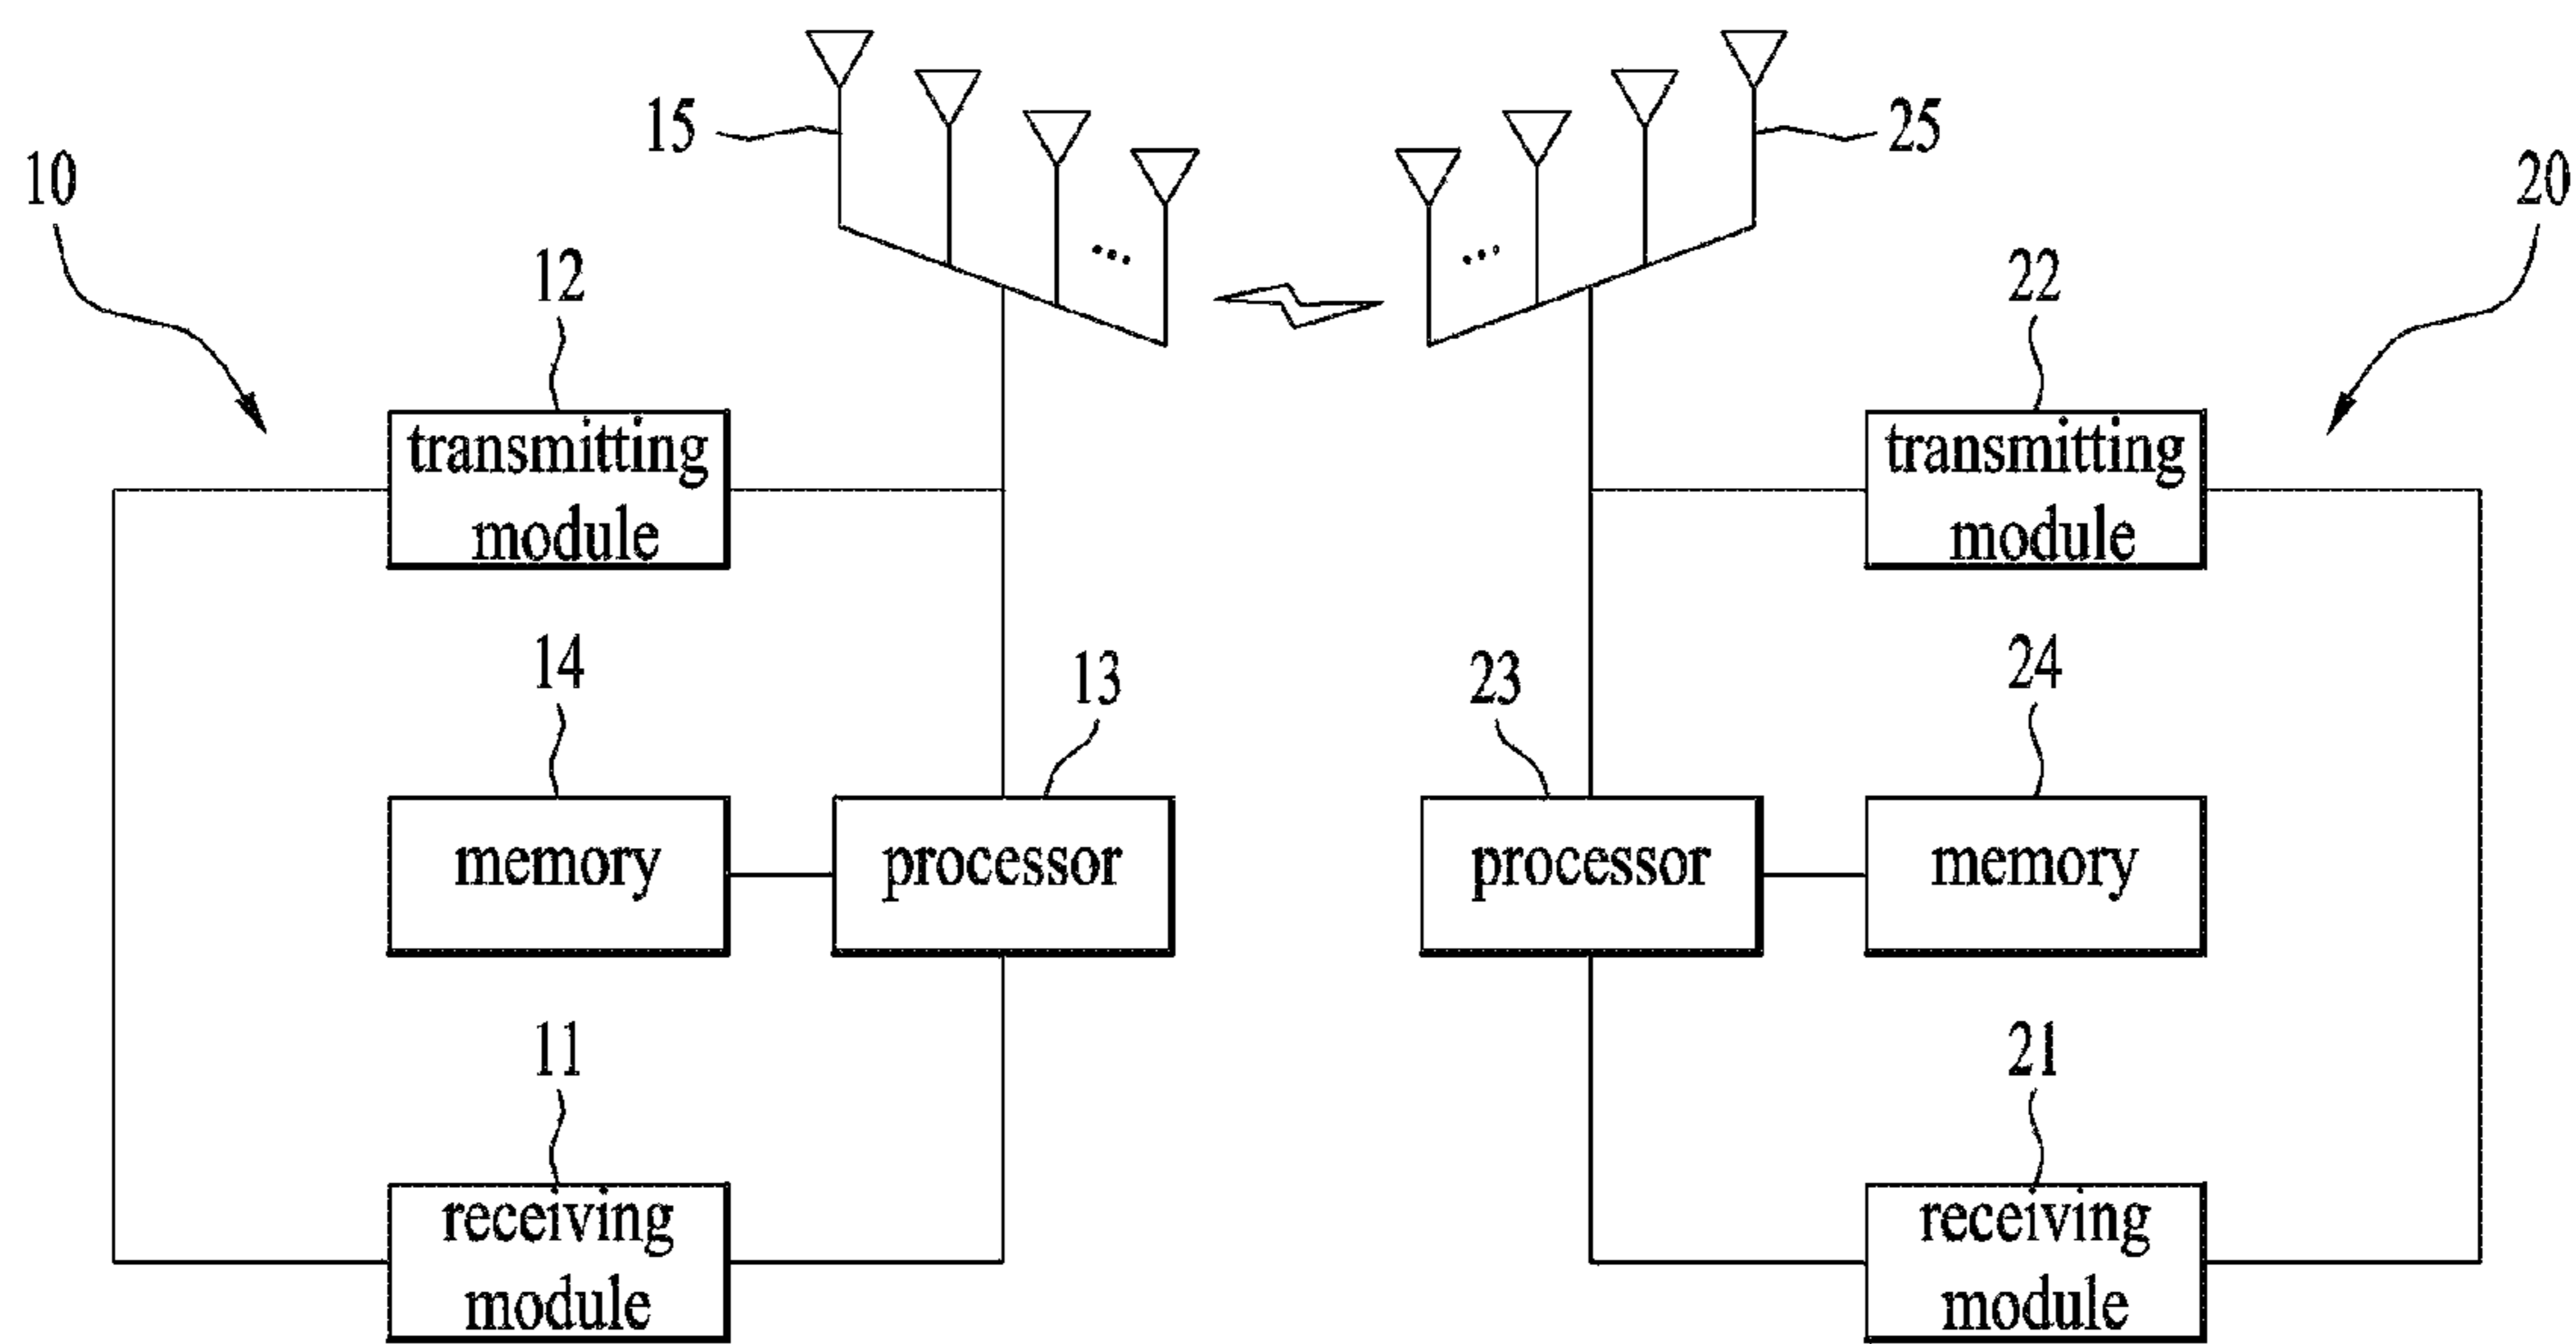 15
25
10
20
12
22
transmitting
module
transmitting
module
14
13
23
24
memory
processor
processor
memory
11
21
receiving
module
receiving
module